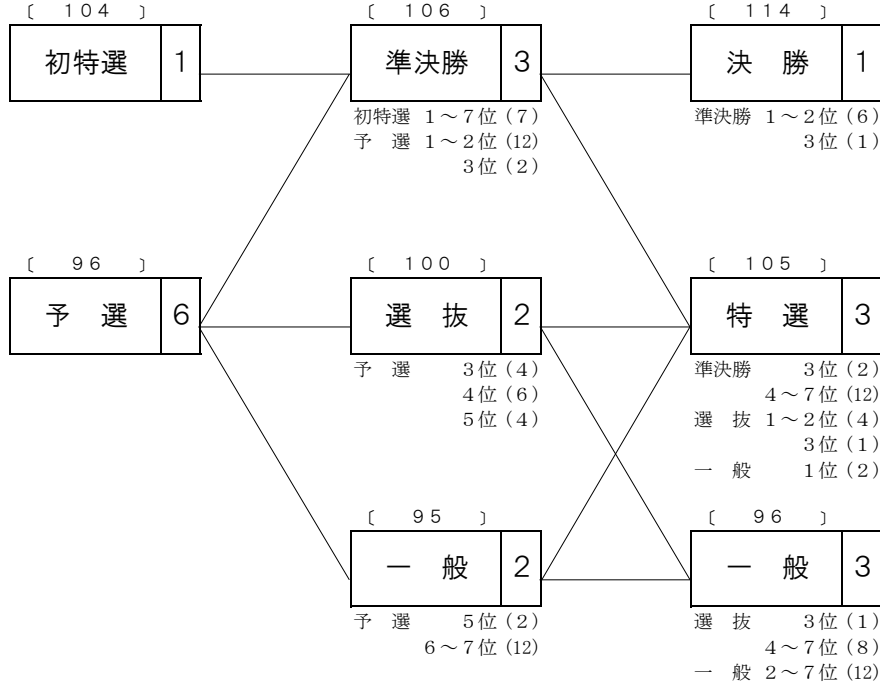 〔 104 〕
初特選 1
〔 106 〕
準決勝 3
初特選 1～7位(7)
予 選 1～2位(12)
3位(2)
〔 114 〕
決 勝 1
準決勝 1～2位(6)
3位(1)
〔 96 〕
予 選 6
〔 100 〕
選 抜 2
予 選 3位(4)
4位(6)
5位(4)
〔 105 〕
特 選 3
準決勝 3位(2)
4～7位(12)
選 抜 1～2位(4)
3位(1)
一 般 1位(2)
〔 95 〕
一 般 2
予 選 5位(2)
6～7位(12)
〔 96 〕
一 般 3
選 抜 3位(1)
4～7位(8)
一 般 2～7位(12)